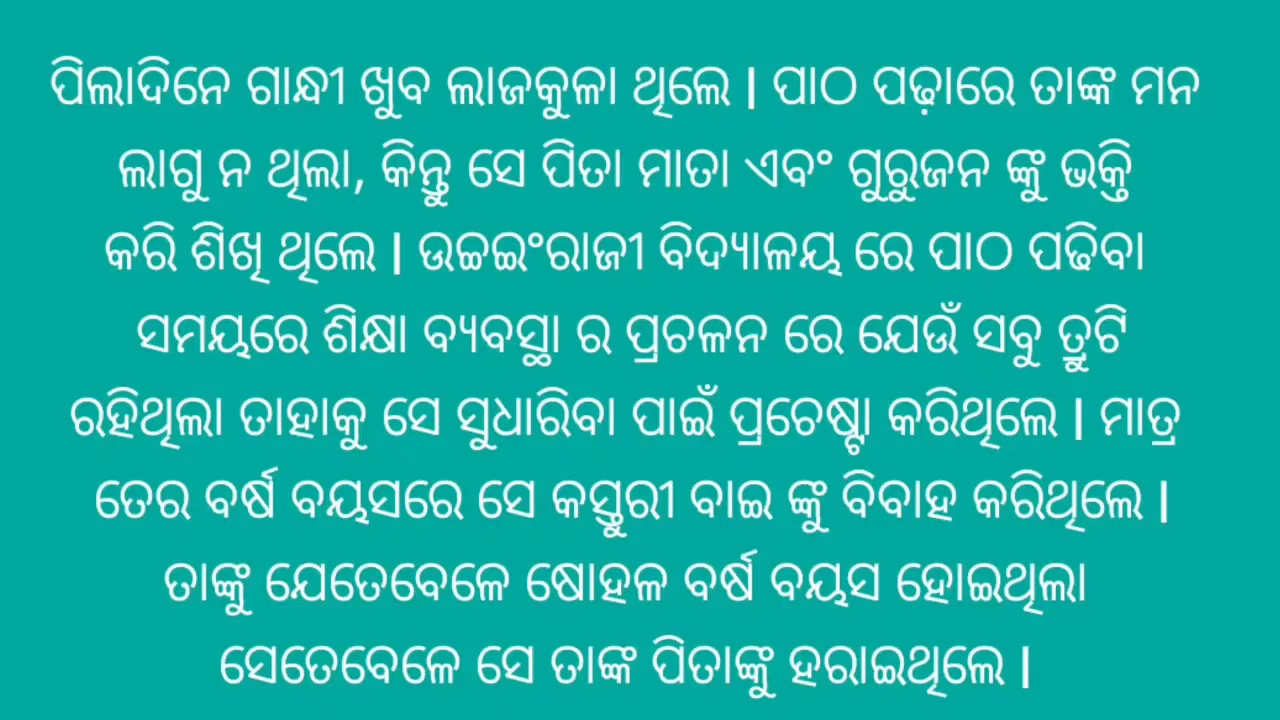 ପିଲାଦିନେ ଗାନ୍ଧୀ ଖୁବ ଲାଜକୁଳା ଥିଲେ | ପାଠ ପଢ଼ାରେ ତାଙ୍କ ମନ
ଲାଗୁ ନ ଥିଲା, କିନ୍ତୁ ସେ ପିତା ମାତା ଏବଂ ଗୁରୁଜନ ଙ୍କୁ ଭକ୍ତି
କରି ଶିଖି ଥିଲେ | ଉଚ୍ଚଇଂରାଜୀ ବିଦ୍ୟାଳୟ ରେ ପାଠ ପଢିବା
ସମୟରେ ଶିକ୍ଷା ବ୍ୟବସ୍ଥା ର ପ୍ରଚଳନ ରେ ଯେଉଁ ସବୁ ତ୍ରୁଟି
ରହିଥିଲା ତାହାକୁ ସେ ସୁଧାରିବା ପାଇଁ ପ୍ରଚେଷ୍ଟା କରିଥିଲେ | ମାତ୍ର
ତେର ବର୍ଷ ବୟସରେ ସେ କସ୍ତୁରୀ ବାଇ ଙ୍କୁ ବିବାହ କରିଥିଲେ |
ତାଙ୍କୁ ଯେତେବେଳେ ଷୋହଳ ବର୍ଷ ବୟସ ହୋଇଥିଲା
ସେତେବେଳେ ସେ ତାଙ୍କ ପିତାଙ୍କୁ ହରାଇଥିଲେ |